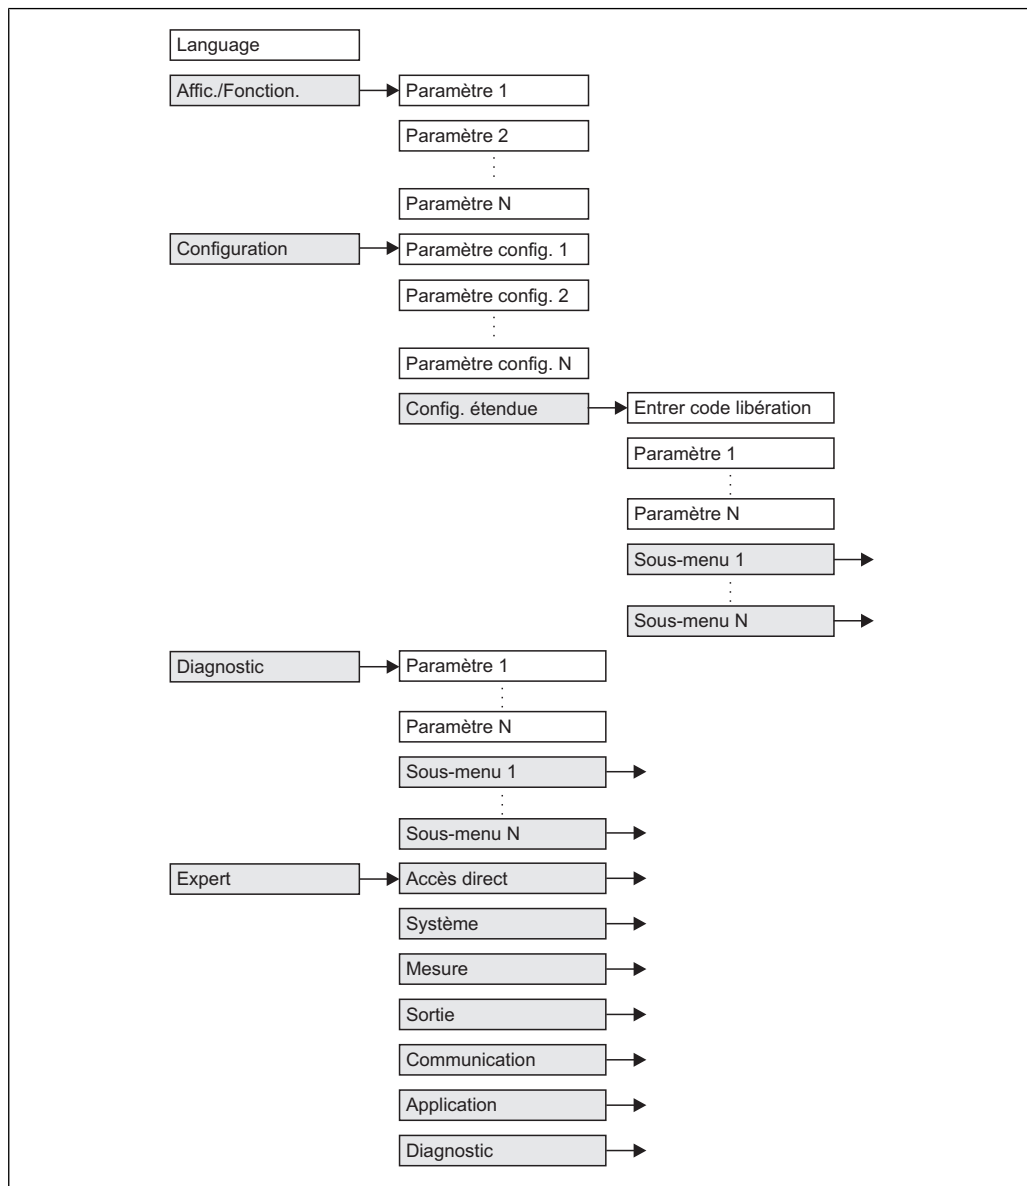 Language
Affic./Fonction.
Paramètre 1
Paramètre 2
Paramètre N
Configuration
Paramètre config. 1
Paramètre config. 2
Paramètre config. N
Config. étendue
Entrer code libération
Paramètre 1
Paramètre N
Sous-menu 1
Sous-menu N
Diagnostic
Paramètre 1
Paramètre N
Sous-menu 1
Sous-menu N
Expert
Accès direct
Système
Mesure
Sortie
Communication
Application
Diagnostic